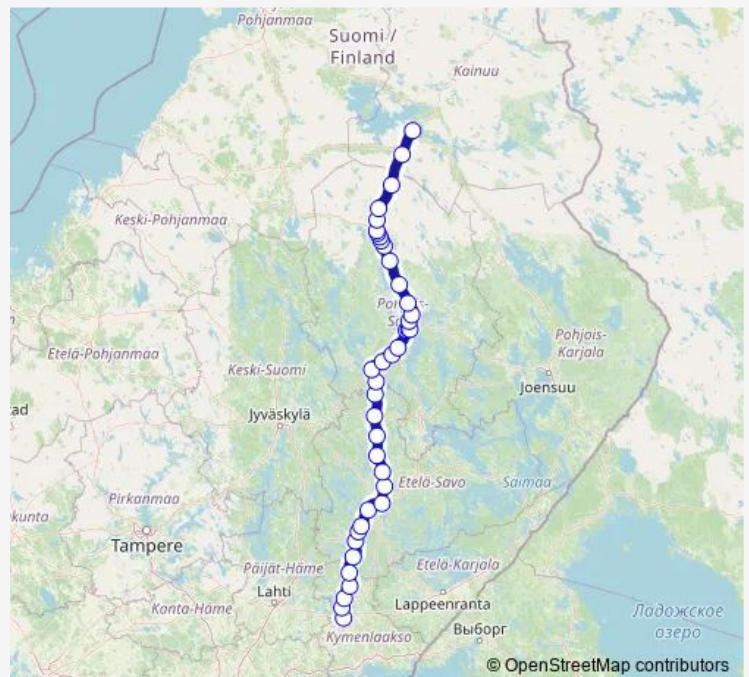 Pohjanmaa
Pohjanmaa
Suomi /
Finland
Kainuu
Keski-Pohjanmaa
Etelä-Pohjanmaa
Keski-Suomi
Pohjois-
Karjala
Joensuu
Jyväskylä
Etelä-Savo
Saimaa
Pirkanmaa
Tampere
Päijät-Häme
Etelä-Karjala
Lahti
Kanta-Häme
Lappeenranta
Ладожское
озеро
Kymenlaakso
Выборг
© OpenStreetMap contributors